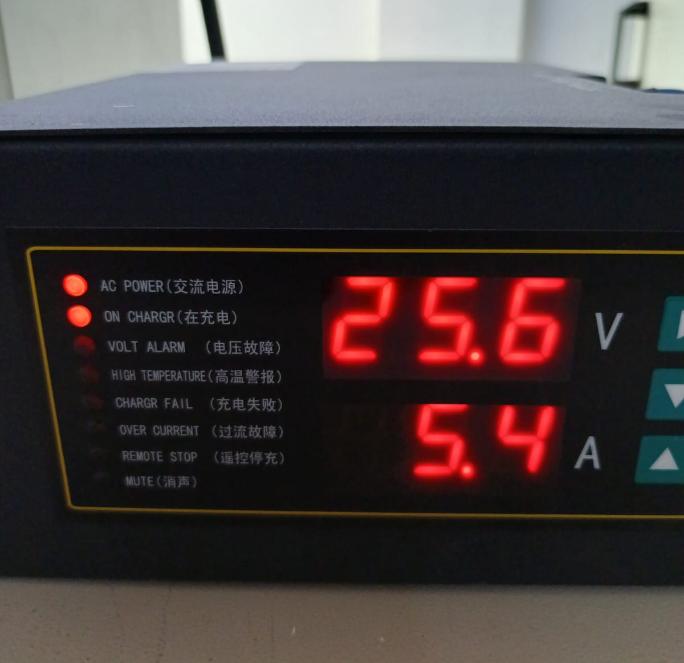 AC POWER(交流电源)
ON CHARGR(在充电)
VOLT ALARM (电压故障)
HIGH TEMPERATURE(高温警报)
CHARGR FAIL (充电失败)
OVER CURRENT (过流故障)
REMOTE STOP (遥控停充)
MUTE(消声)
25.6 V
5.4 A